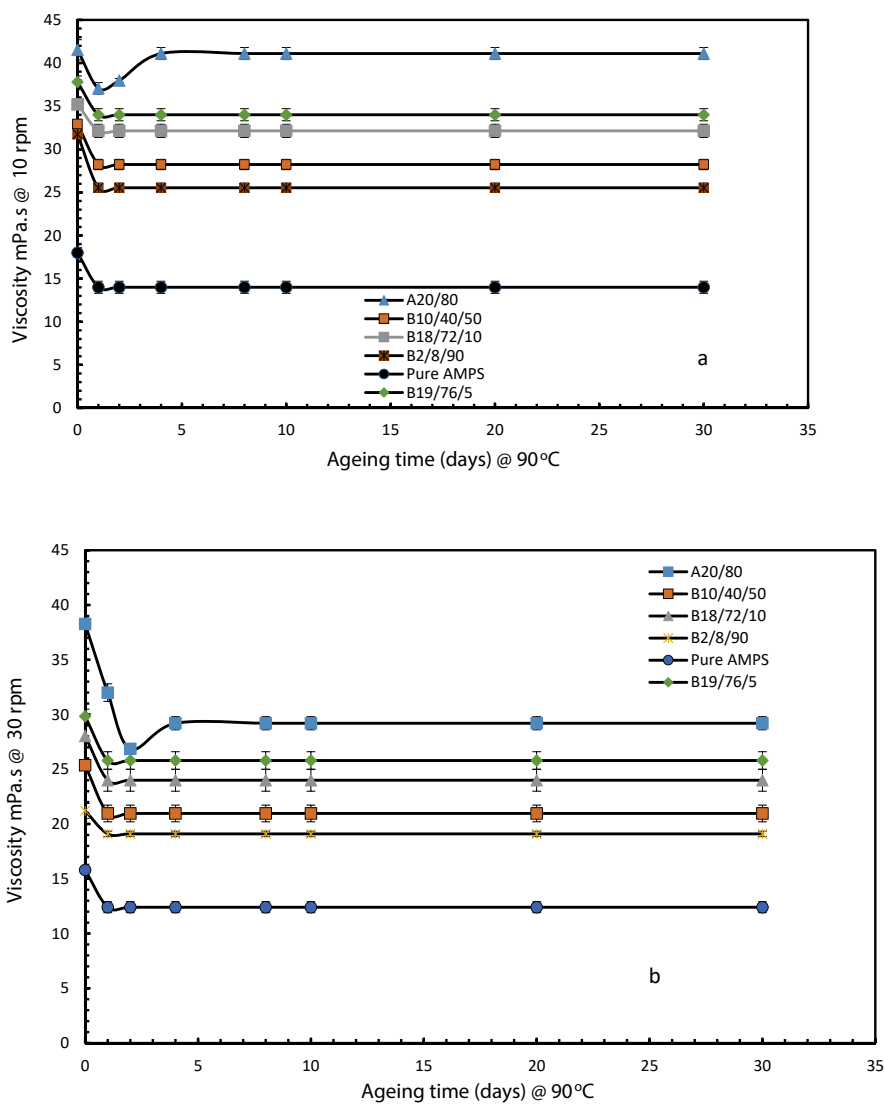 45
40
35
30
25
20
15
10
5
0
Viscosity mPa.s @ 10 rpm
A20/80
B10/40/50
B18/72/10
B2/8/90
Pure AMPS
B19/76/5
a
0 5 10 15 20 25 30 35
Ageing time (days) @ 90°C
45
40
35
30
25
20
15
10
5
0
Viscosity mPa.s @ 30 rpm
A20/80
B10/40/50
B18/72/10
B2/8/90
Pure AMPS
B19/76/5
b
0 5 10 15 20 25 30 35
Ageing time (days) @ 90°C